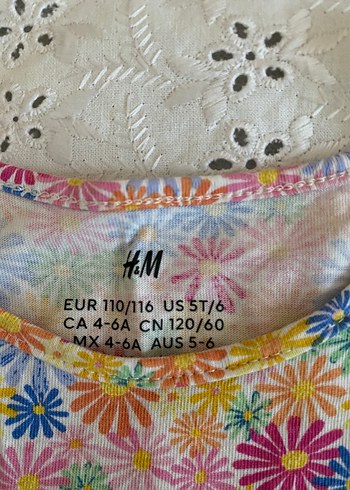 H&M
EUR 110/116 US 5T/6
CA 4-6A CN 120/60
MX 4-6A AUS 5-6